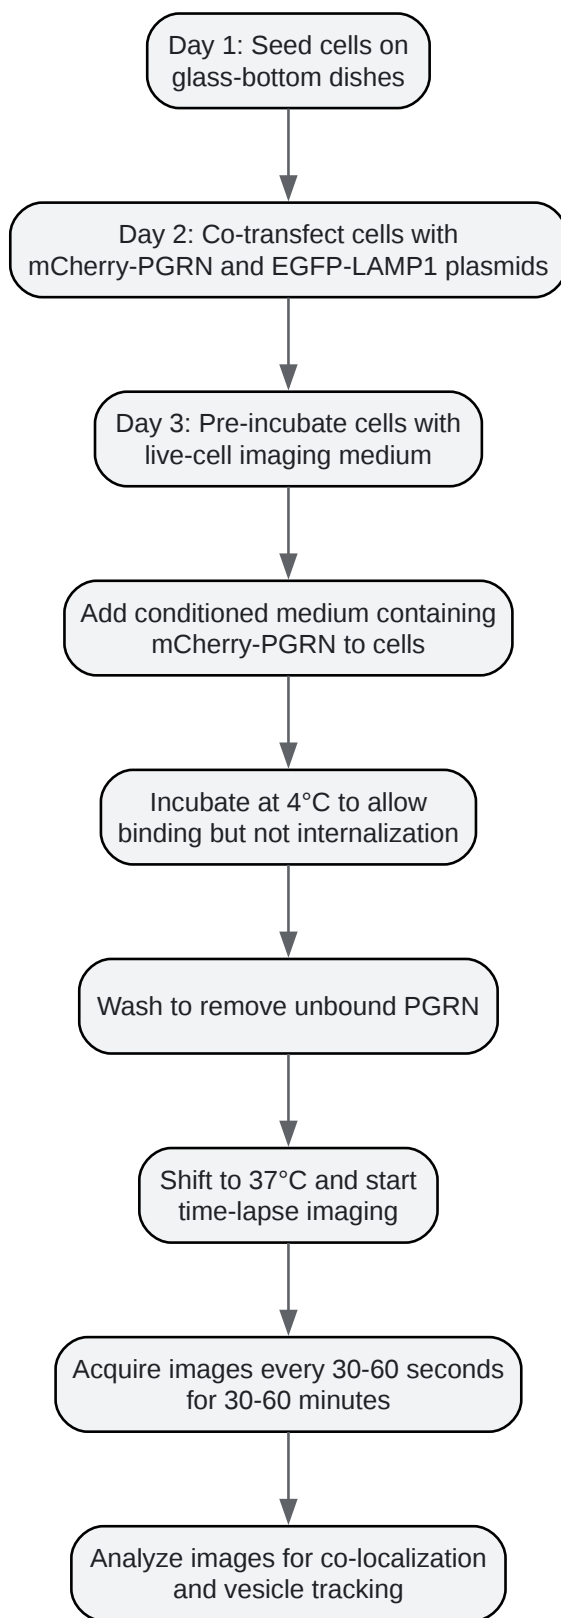 Day 1: Seed cells on
glass-bottom dishes
Day 2: Co-transfect cells with
mCherry-PGRN and EGFP-LAMP1 plasmids
Day 3: Pre-incubate cells with
live-cell imaging medium
Add conditioned medium containing
mCherry-PGRN to cells
Incubate at 4°C to allow
binding but not internalization
Wash to remove unbound PGRN
Shift to 37°C and start
time-lapse imaging
Acquire images every 30-60 seconds
for 30-60 minutes
Analyze images for co-localization
and vesicle tracking